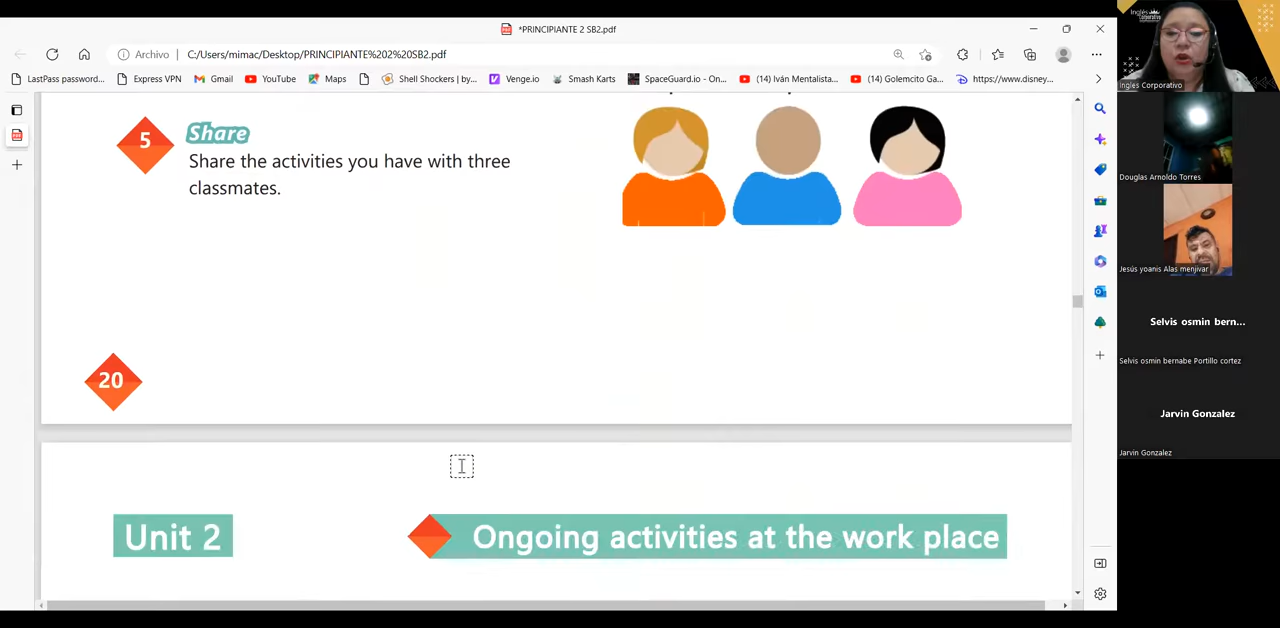 *PRINCIPIANTE 2 SB2.pdf
Archivo
C:/Users/mimac/Desktop/PRINCIPIANTE%202%20SB2.pdf
LastPass password...
Express VPN
Gmail
YouTube
Maps
Shell Shockers | by...
Venge.io
Smash Karts
SpaceGuard.io - On...
(14) Iván Mentalista...
(14) Golemcito Ga...
https://www.disney...
5
Share
Share the activities you have with three
classmates.
20
Unit 2
Ongoing activities at the work place
Inglés
Corporativo
Ingles Corporativo
Douglas Arnoldo Torres
Jesús yoanis Alas menjivar
Selvis osmin bern...
Selvis osmin bernabe Portillo cortez
Jarvin Gonzalez
Jarvin Gonzalez